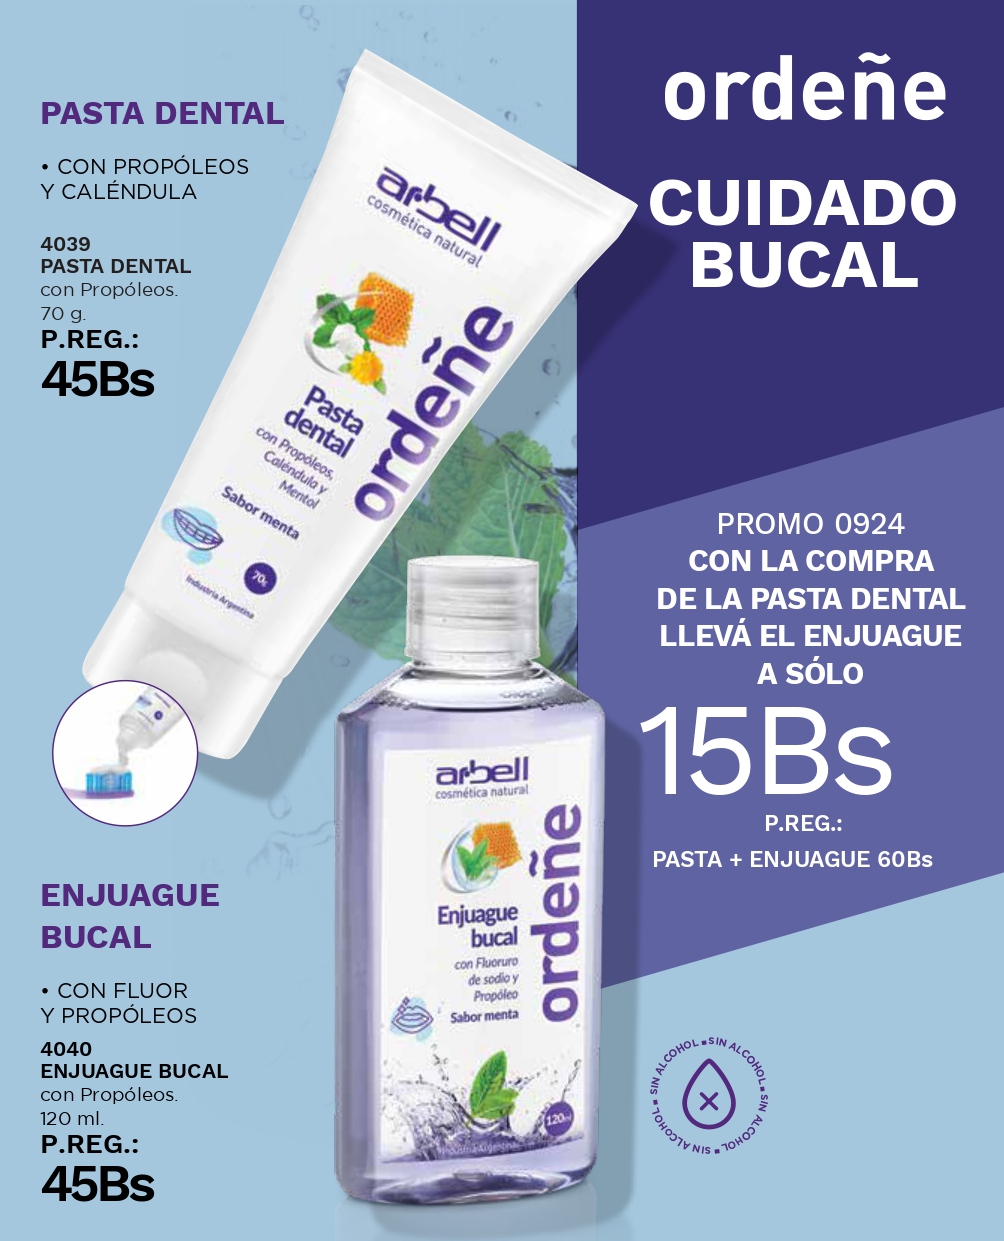 PASTA DENTAL
• CON PROPÓLEOS
Y CALÉNDULA
4039
PASTA DENTAL
con Propóleos.
70 g.
P.REG.:
45Bs
arbell
cosmética natural
ordeñe
Pasta
dental
con Propóleos,
Caléndula y
Mentol
Sabor menta
70g
Industria Argentina
ordeñe
CUIDADO
BUCAL
PROMO 0924
CON LA COMPRA
DE LA PASTA DENTAL
LLEVÁ EL ENJUAGUE
A SÓLO
15Bs
P.REG.:
PASTA + ENJUAGUE 60Bs
ENJUAGUE
BUCAL
• CON FLUOR
Y PROPÓLEOS
4040
ENJUAGUE BUCAL
con Propóleos.
120 ml.
P.REG.:
45Bs
arbell
cosmética natural
ordeñe
Enjuague
bucal
con Fluoruro
de sodio y
Propóleo
Sabor menta
120ml
Industria Argentina
SIN ALCOHOL ▪ SIN ALCOHOL ▪ SIN ALCOHOL ▪ SIN ALCOHOL ▪ SIN ALCOHOL ▪